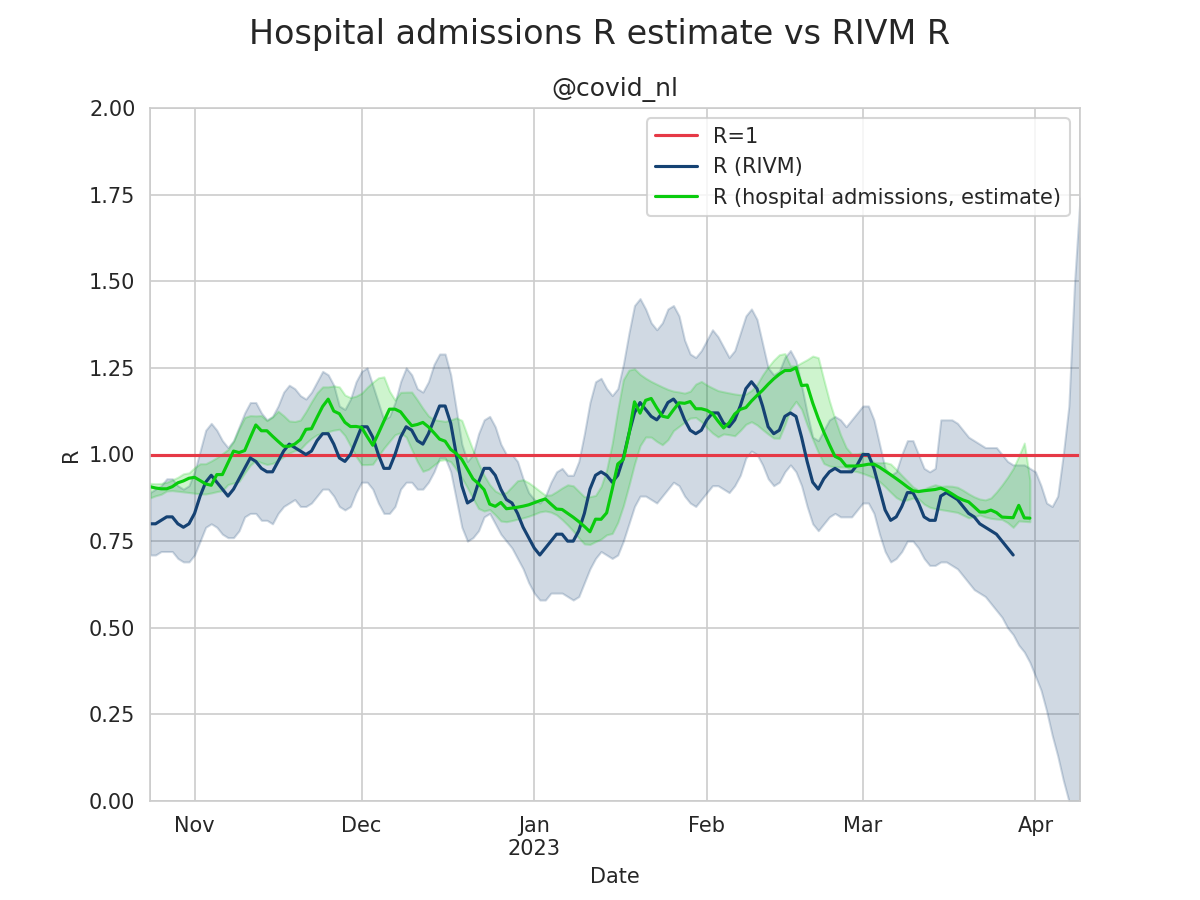 Hospital admissions R estimate vs RIVM R
@covid_nl
R=1
R (RIVM)
R (hospital admissions, estimate)
2.00
1.75
1.50
1.25
1.00
0.75
0.50
0.25
0.00
R
Nov
Dec
Jan
2023
Feb
Mar
Apr
Date